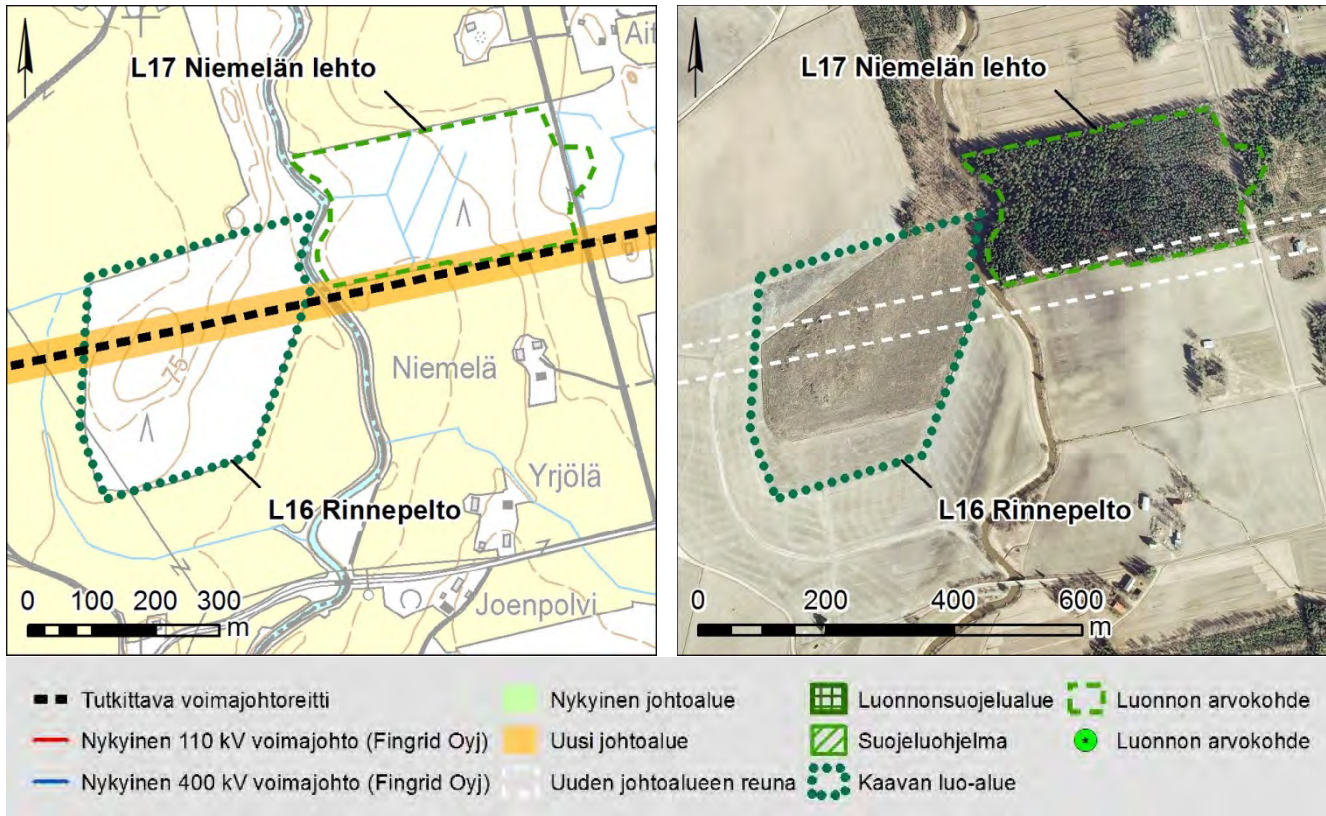 L17 Niemelän lehto
Ait
75
Niemelä
Yrjölä
L16 Rinnepelto
Joenpolvi
0 100 200 300
m
L17 Niemelän lehto
L16 Rinnepelto
0 200 400 600
m
Tutkittava voimajohtoreitti
Nykyinen 110 kV voimajohto (Fingrid Oyj)
Nykyinen 400 kV voimajohto (Fingrid Oyj)
Nykyinen johtoalue
Uusi johtoalue
Uuden johtoalueen reuna
Luonnonsuojelualue
Suojeluohjelma
Kaavan luo-alue
Luonnon arvokohde
Luonnon arvokohde